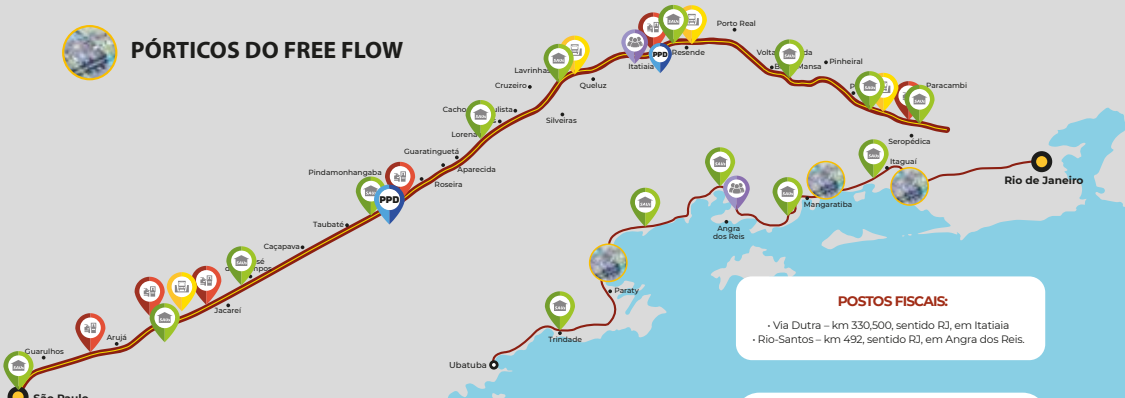 PÓRTICOS DO FREE FLOW
Porto Real
Resende
PPD
Itatiaia
Pinheiral
Lavrinhas
Queluz
Cruzeiro
Silveiras
Lorena
Paracambi
Seropédica
Guaratinguetá
Aparecida
Pindamonhangaba
Roseira
PPD
Itaguaí
Rio de Janeiro
Mangaratiba
Taubaté
Angra
dos Reis
Caçapava
Paraty
Jacareí
Trindade
Arujá
Guarulhos
Ubatuba
São Paulo
POSTOS FISCAIS:
• Via Dutra – km 330,500, sentido RJ, em Itatiaia
• Rio-Santos – km 492, sentido RJ, em Angra dos Reis.